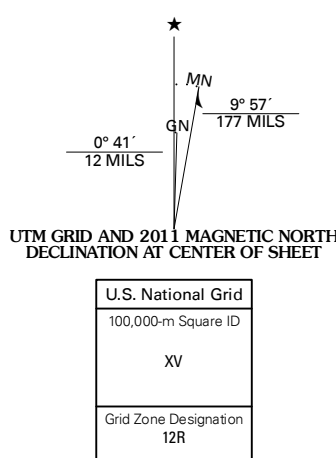 ★
MN
GN
9° 57´
177 MILS
0° 41´
12 MILS
UTM GRID AND 2011 MAGNETIC NORTH
DECLINATION AT CENTER OF SHEET
U.S. National Grid
100,000-m Square ID
XV
Grid Zone Designation
12R